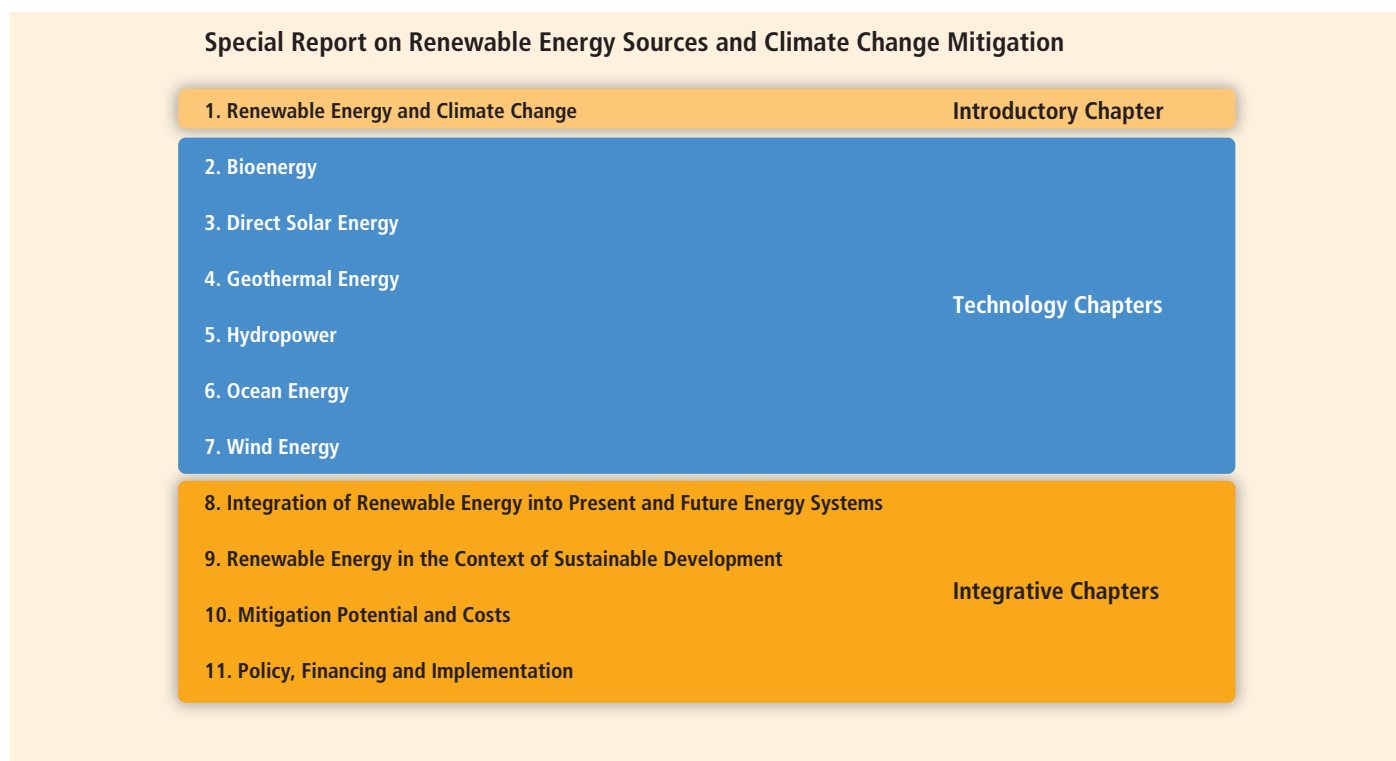 Special Report on Renewable Energy Sources and Climate Change Mitigation
1. Renewable Energy and Climate Change
Introductory Chapter
2. Bioenergy
3. Direct Solar Energy
4. Geothermal Energy
Technology Chapters
5. Hydropower
6. Ocean Energy
7. Wind Energy
8. Integration of Renewable Energy into Present and Future Energy Systems
9. Renewable Energy in the Context of Sustainable Development
Integrative Chapters
10. Mitigation Potential and Costs
11. Policy, Financing and Implementation